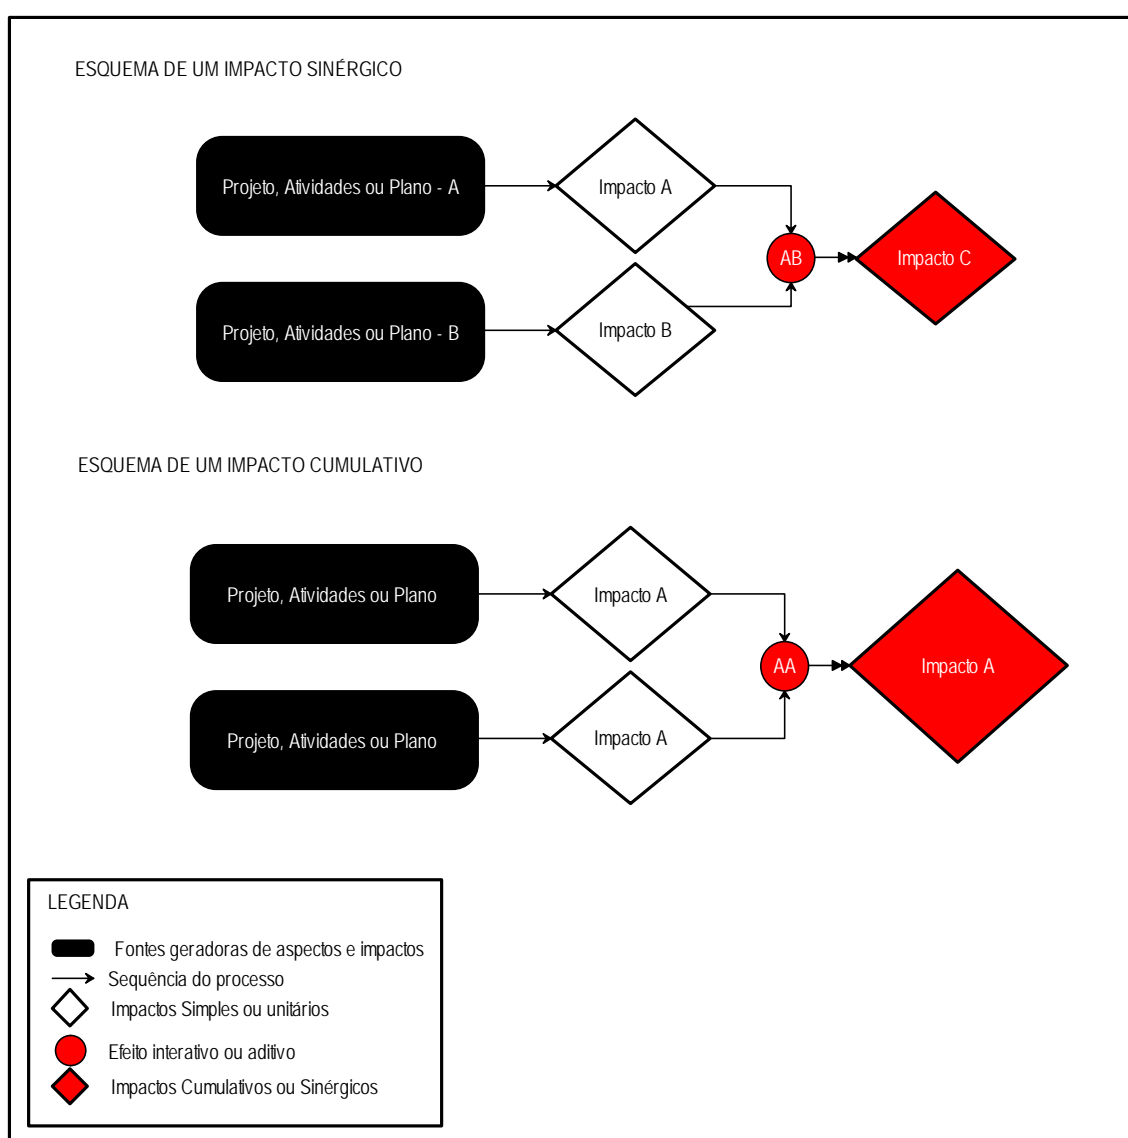 ESQUEMA DE UM IMPACTO SINÉRGICO
Projeto, Atividades ou Plano - A
Impacto A
AB
Impacto C
Projeto, Atividades ou Plano - B
Impacto B
ESQUEMA DE UM IMPACTO CUMULATIVO
Projeto, Atividades ou Plano
Impacto A
AA
Impacto A
Projeto, Atividades ou Plano
Impacto A
LEGENDA
Fontes geradoras de aspectos e impactos
Sequência do processo
Impactos Simples ou unitários
Efeito interativo ou aditivo
Impactos Cumulativos ou Sinérgicos